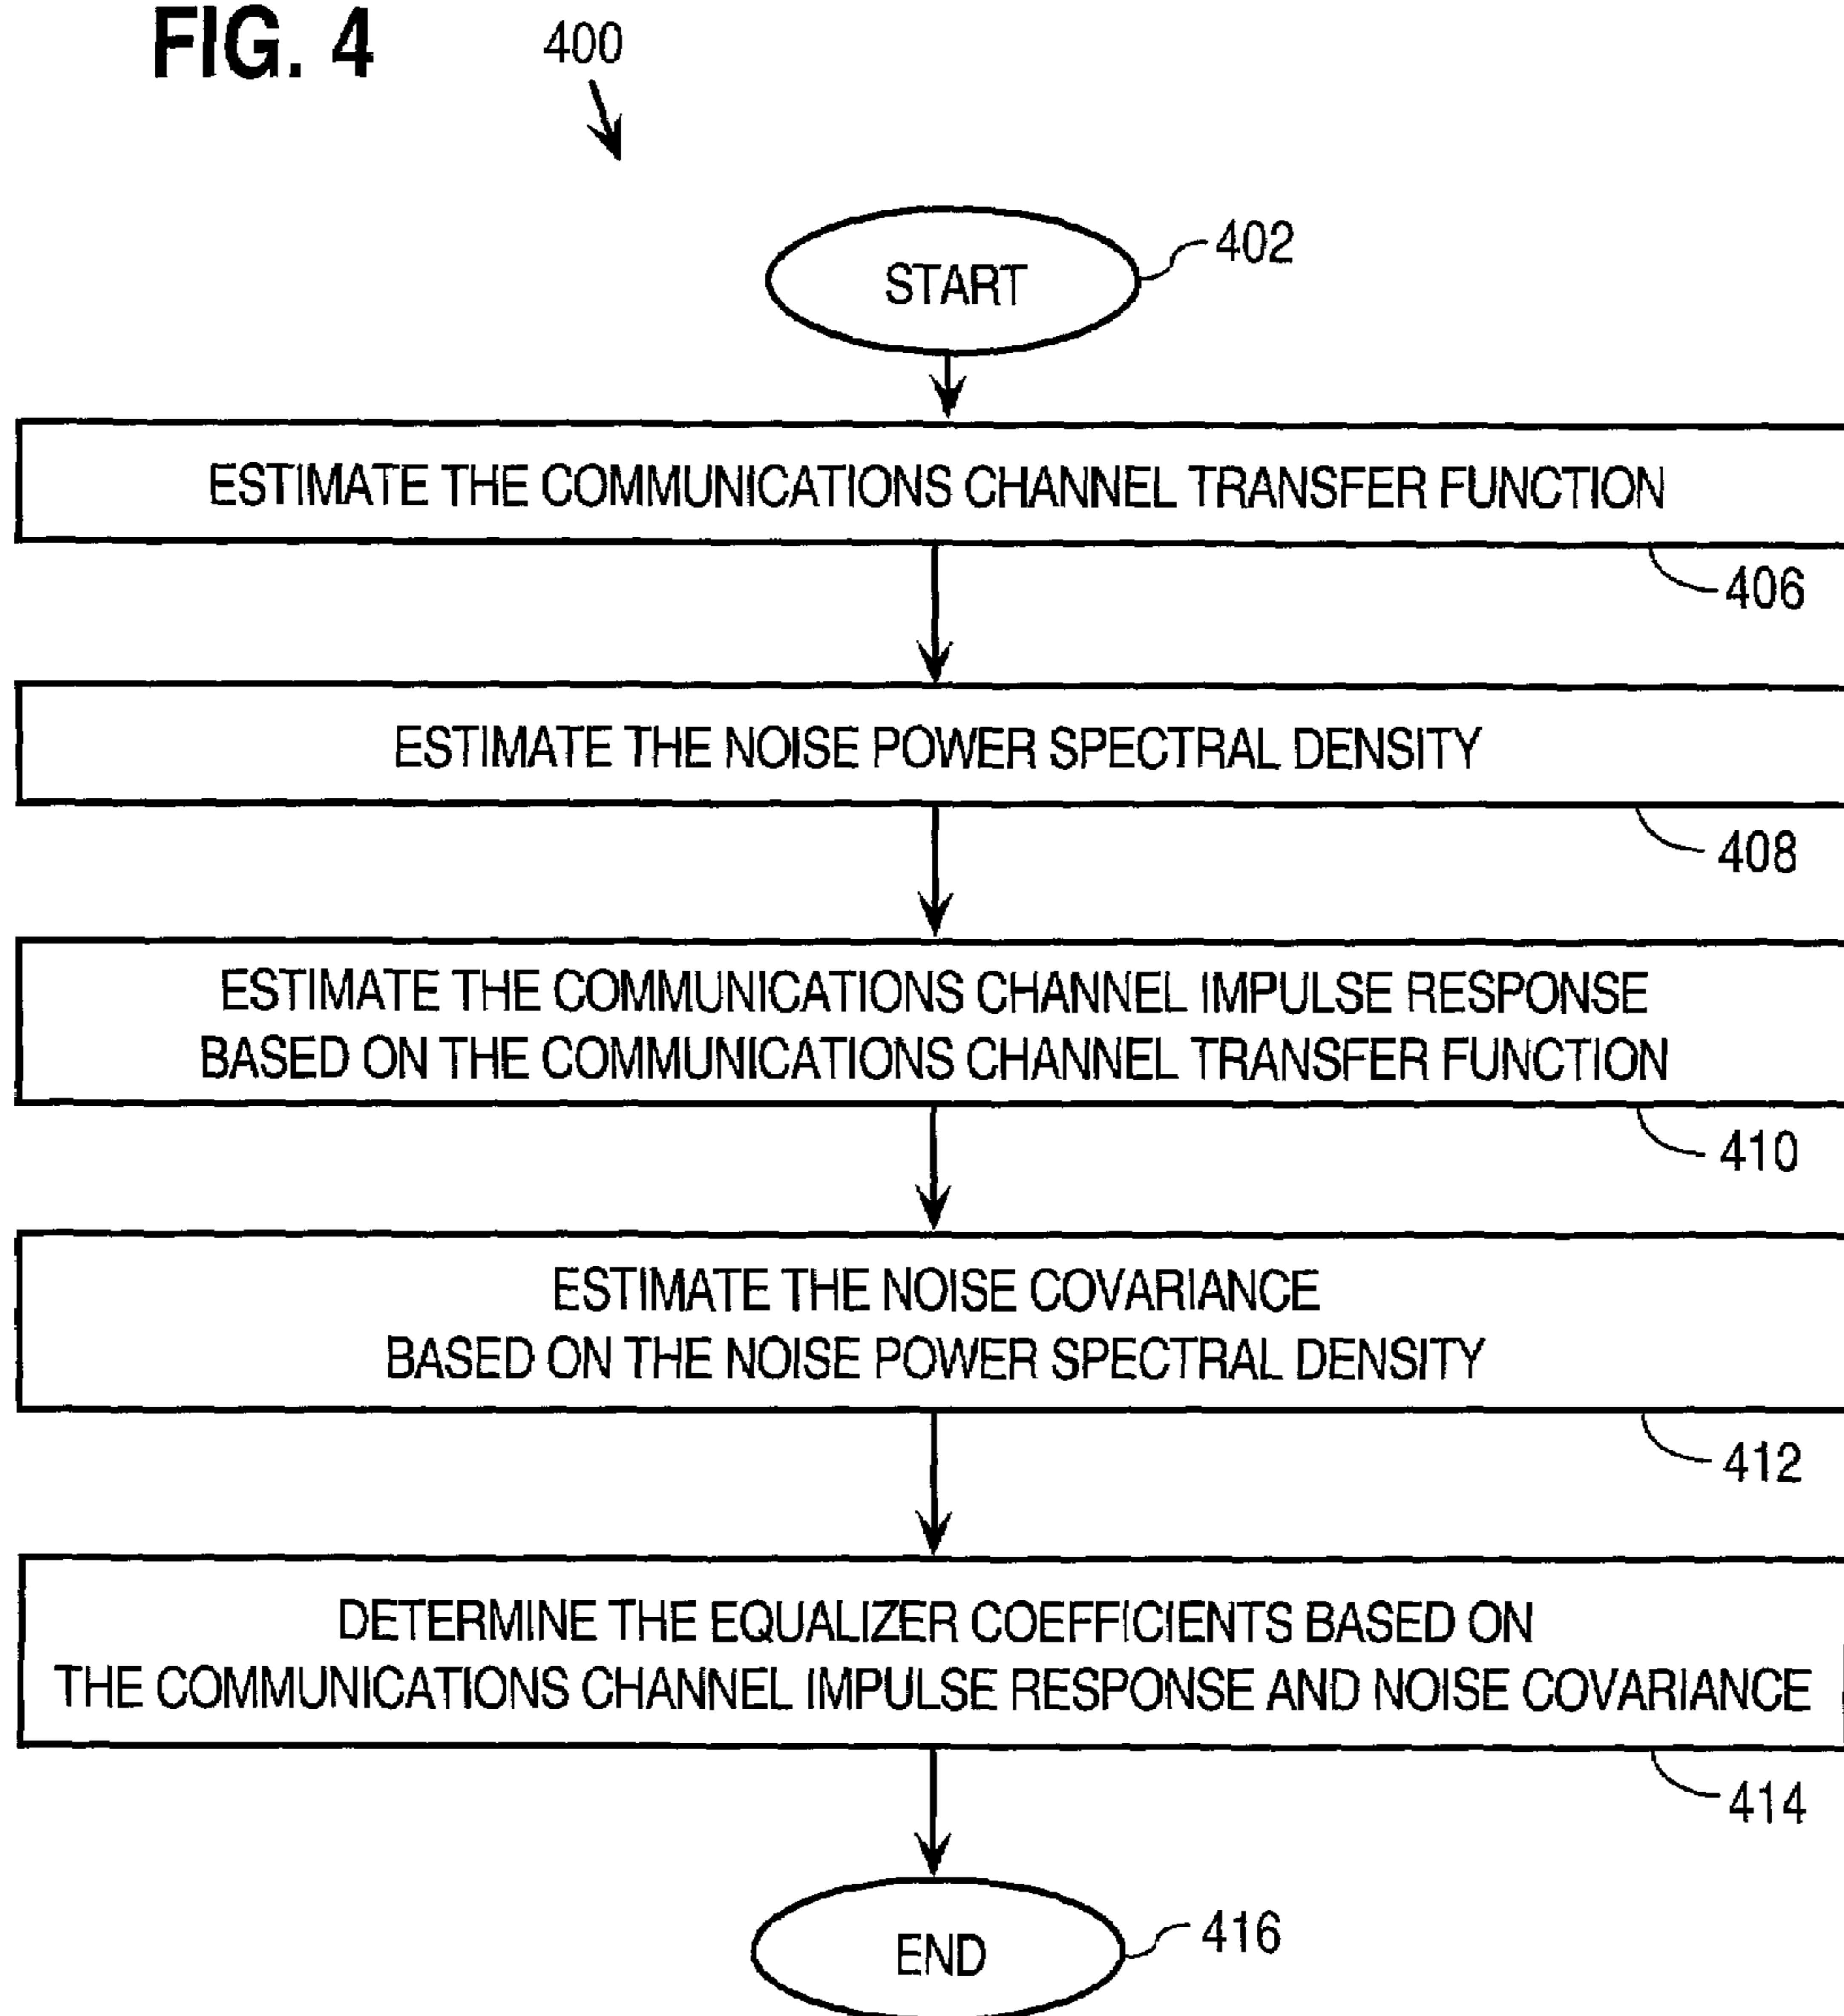 FIG. 4
400
START
402
ESTIMATE THE COMMUNICATIONS CHANNEL TRANSFER FUNCTION
406
ESTIMATE THE NOISE POWER SPECTRAL DENSITY
408
ESTIMATE THE COMMUNICATIONS CHANNEL IMPULSE RESPONSE
BASED ON THE COMMUNICATIONS CHANNEL TRANSFER FUNCTION
410
ESTIMATE THE NOISE COVARIANCE
BASED ON THE NOISE POWER SPECTRAL DENSITY
412
DETERMINE THE EQUALIZER COEFFICIENTS BASED ON
THE COMMUNICATIONS CHANNEL IMPULSE RESPONSE AND NOISE COVARIANCE
414
END
416